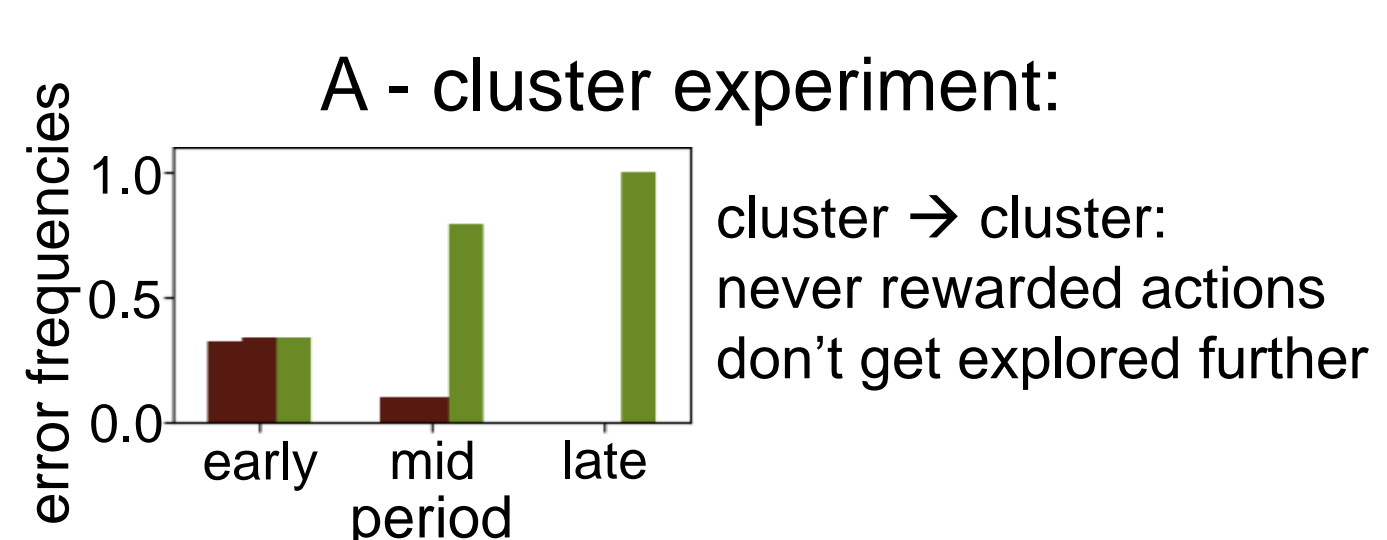 A - cluster experiment:
error frequencies
1.0
0.5
0.0
early mid late
period
cluster → cluster:
never rewarded actions
don't get explored further